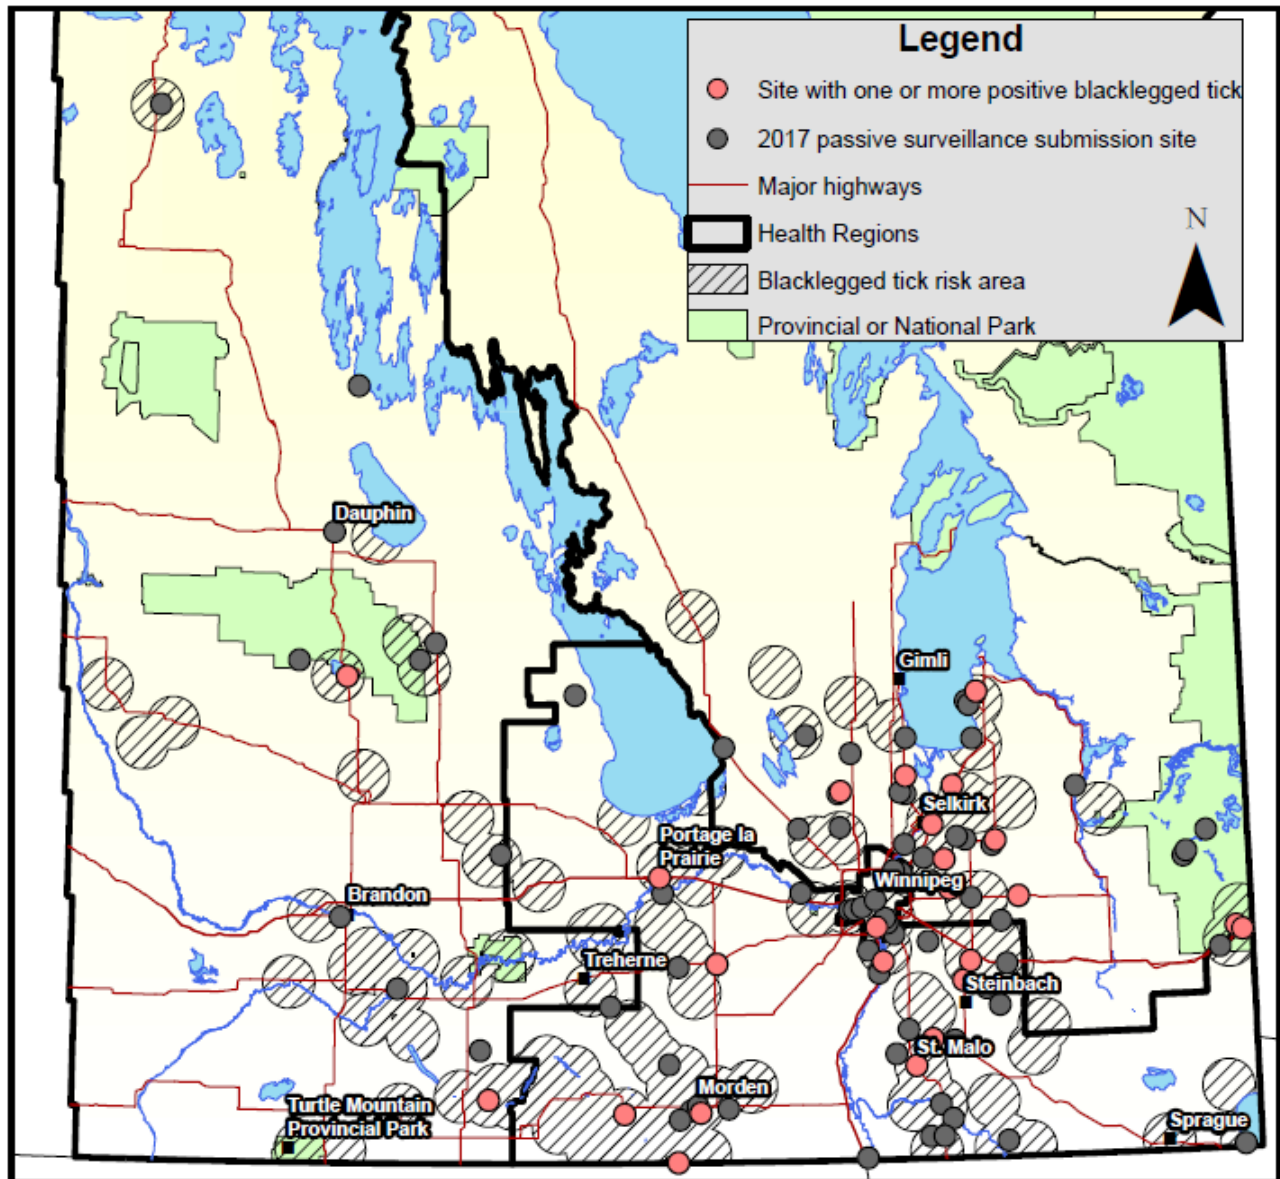 Legend
Site with one or more positive blacklegged tick
2017 passive surveillance submission site
Major highways
N
Health Regions
Blacklegged tick risk area
Provincial or National Park
Dauphin
Gimli
Selkirk
Portage la
Prairie
Winnipeg
Brandon
Treherne
Steinbach
St. Malo
Morden
Turtle Mountain
Provincial Park
Sprague